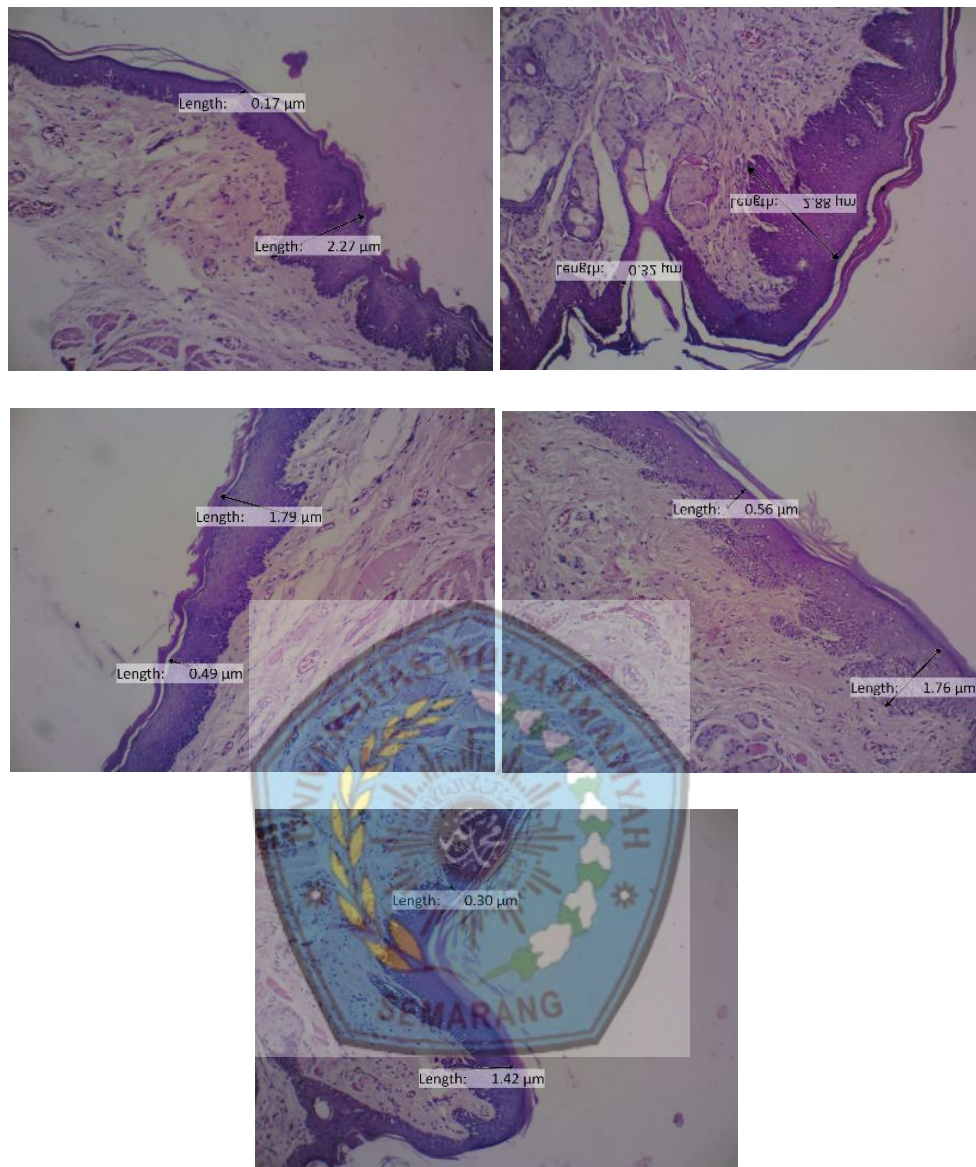 Length: 0.17 µm
Length: 2.27 µm
Length: 2.88 µm
Length: 0.32 µm
Length: 1.79 µm
Length: 0.49 µm
Length: 0.56 µm
Length: 1.76 µm
UNIVERSITAS MUHAMMADIYAH
Length: 0.30 µm
SEMARANG
Length: 1.42 µm